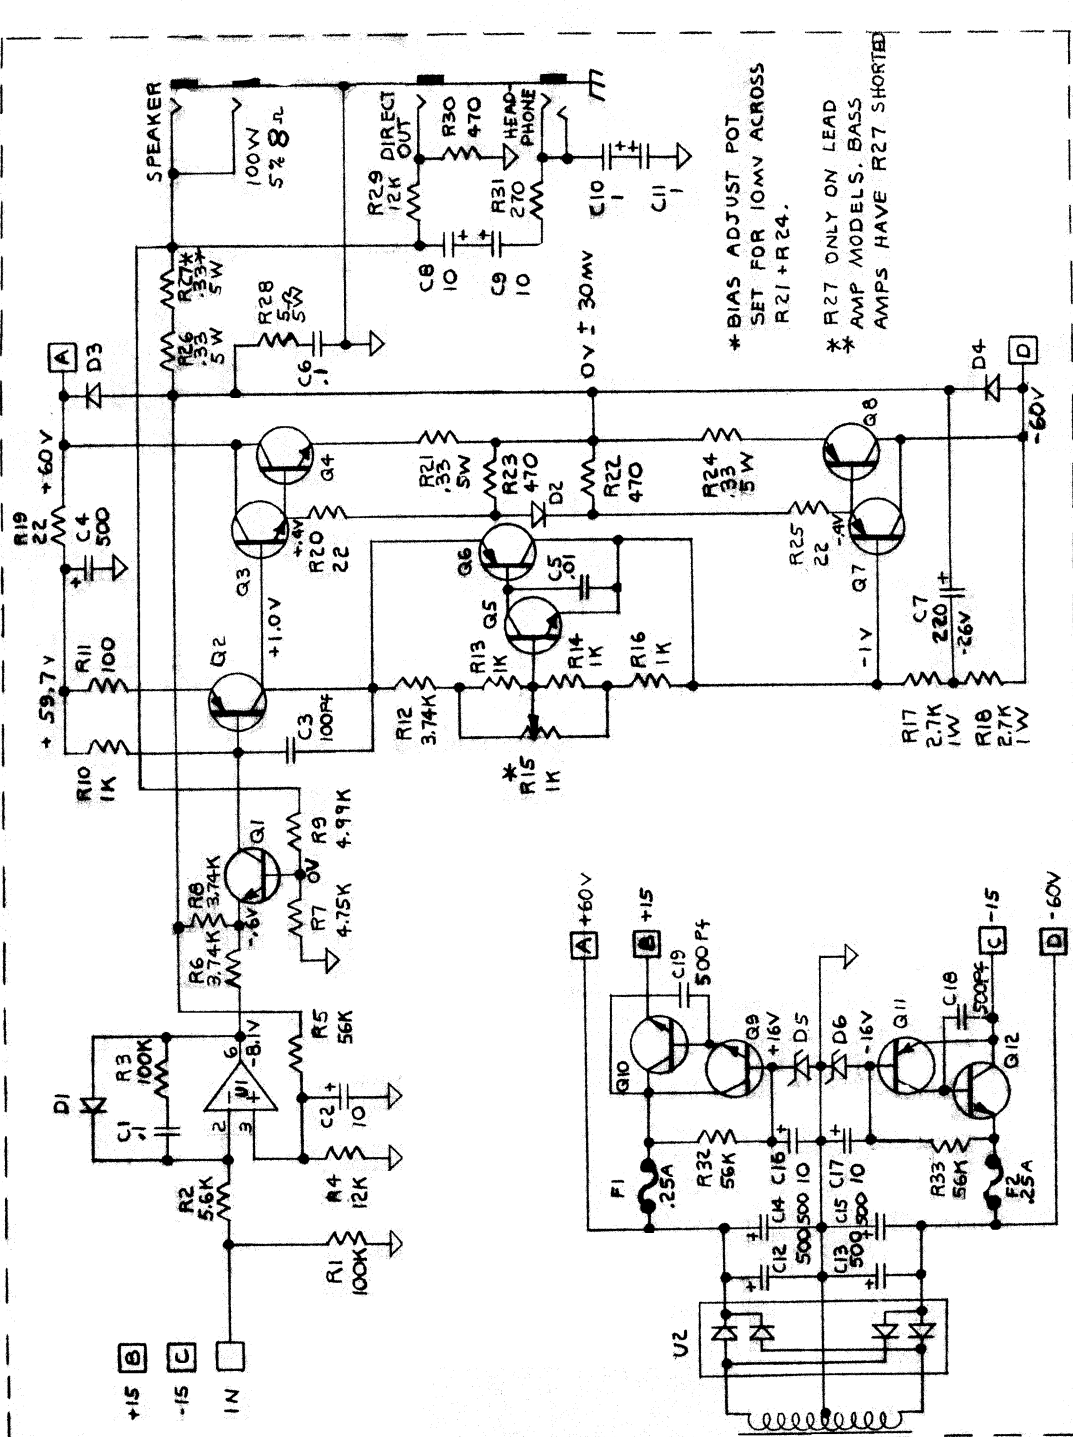 SPEAKER
100W
5% 8Ω
DIRECT
OUT
R30
470
HEAD-
PHONE
R29
12K
R31
270
C10
1
C11
1
C8
10
C9
10
R27*
.33*
5W
R26
.33
5W
R28
5W
C6
.1
0V ± 30MV
* BIAS ADJUST POT
SET FOR 10MV ACROSS
R21 + R24.
* R27 ONLY ON LEAD
* AMP MODELS. BASS
AMPS HAVE R27 SHORTED
A
D3
D4
D
-60V
+60V
R19
22
C4
500
+
Q4
Q3
+.4V
R20
22
R21
.33
5W
R23
470
D2
R22
470
R24
.33
5W
Q8
R25
22
-.4V
Q7
Q6
Q5
C5
.01
+1.0V
-1V
C7
220
-26V
+
+59.7V
R11
100
Q2
R10
1K
C3
100Pf
R12
3.74K
R13
1K
R14
1K
R16
1K
*
R15
1K
R17
2.7K
1W
R18
2.7K
1W
Q1
R9
4.99K
0V
R8
3.74K
-.6V
R7
4.75K
R6
3.74K
R5
56K
D1
R3
100K
C1
.1
6
-8.1V
U1
2
3
C2
10
+
R2
5.6K
R4
12K
R1
100K
+15
B
-15
C
IN
A
+60V
B
+15
C
-15
D
-60V
C19
500Pf
Q10
Q9
+16V
D5
D6
-16V
Q11
C18
500Pf
Q12
F1
.25A
R32
56K
C16
10
C17
10
R33
56K
F2
.25A
C14
500
C15
500
C12
500
C13
500
U2